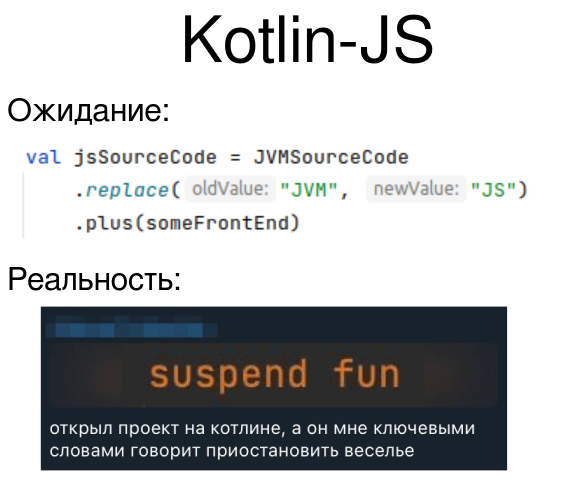 Kotlin-JS
Ожидание:
val jsSourceCode = JVMSourceCode
.replace( oldValue: "JVM", newValue: "JS")
.plus(someFrontEnd)
Реальность:
suspend fun
открыл проект на котлине, а он мне ключевыми
словами говорит приостановить веселье